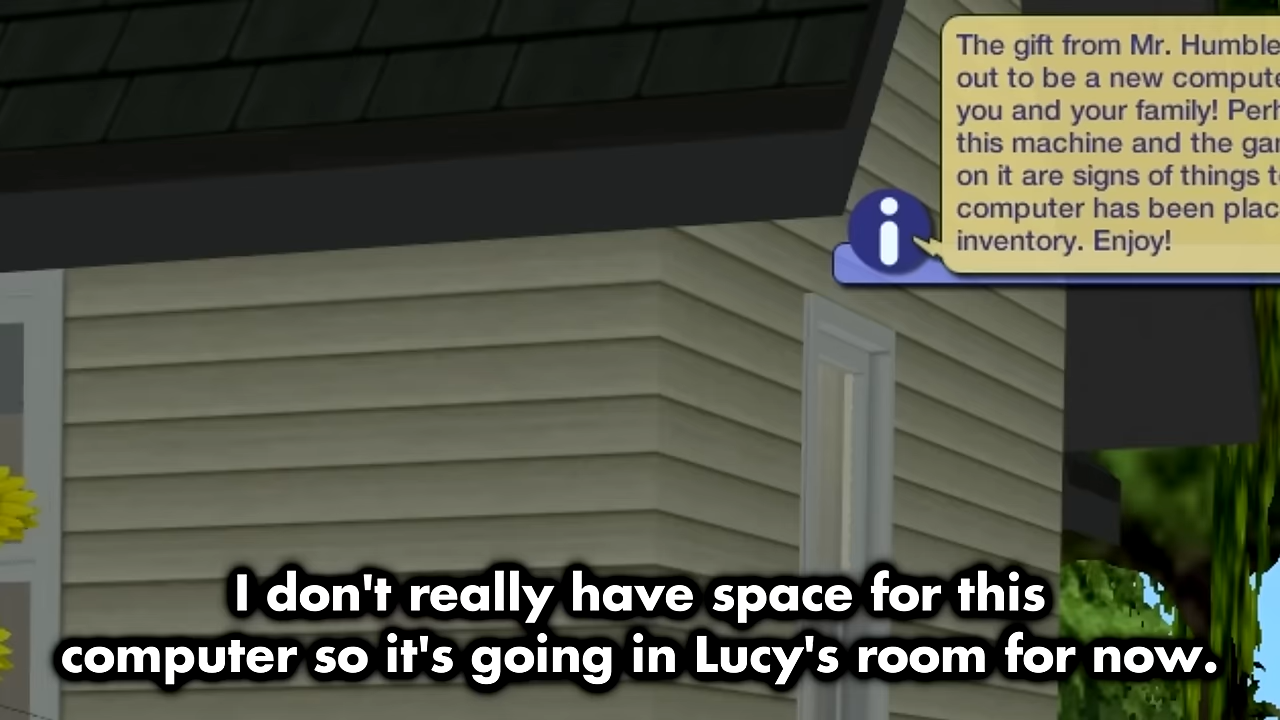 The gift from Mr. Humble
out to be a new compute
you and your family! Perh
this machine and the gam
on it are signs of things t
computer has been plac
inventory. Enjoy!
I don't really have space for this
computer so it's going in Lucy's room for now.